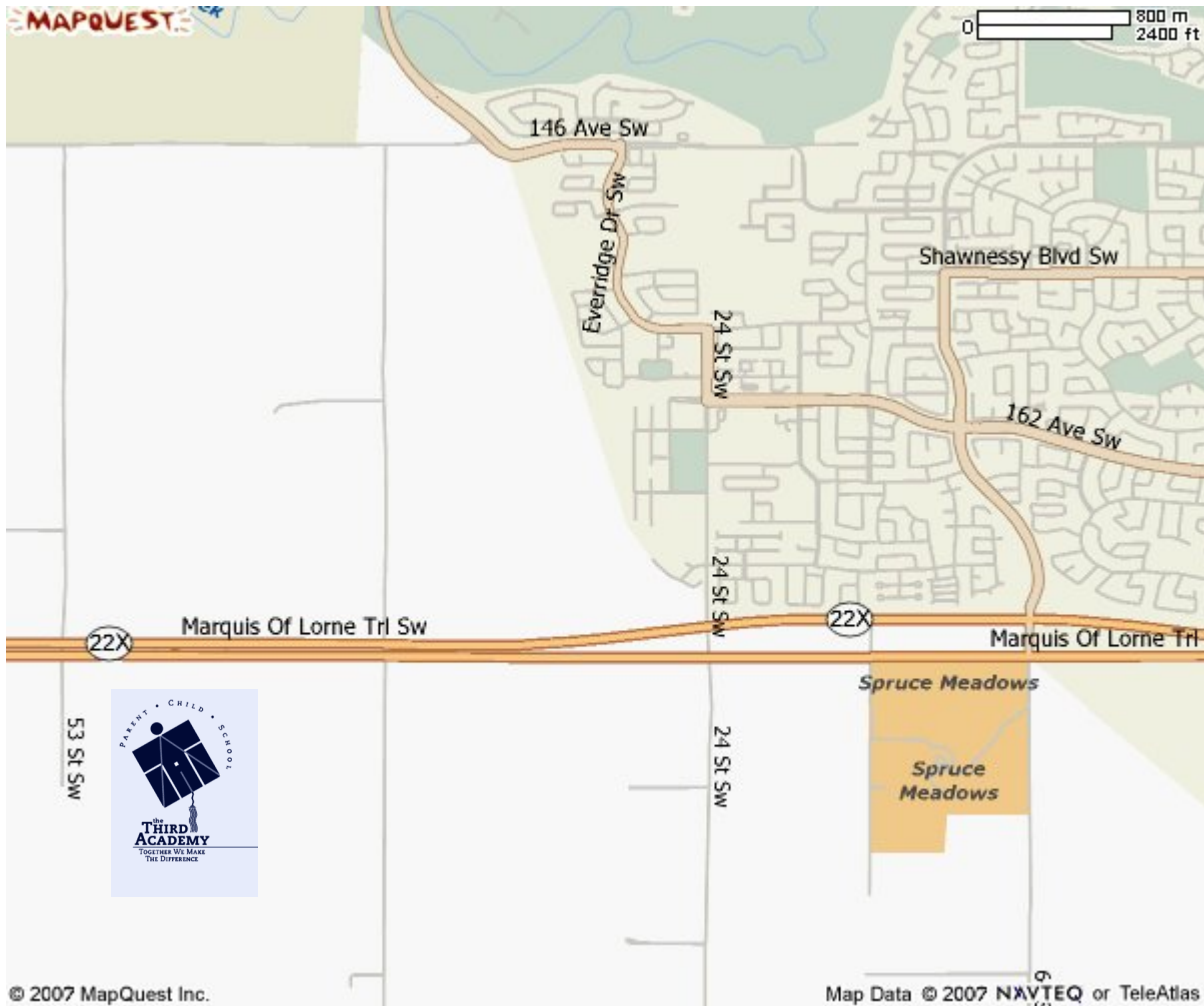 MAPQUEST
CK
0
800 m
2400 ft
146 Ave Sw
Everridge Dr Sw
Shawnessy Blvd Sw
24 St Sw
162 Ave Sw
24 St Sw
22X
Marquis Of Lorne Trl Sw
22X
Marquis Of Lorne Trl
Spruce Meadows
53 St Sw
PARENT • CHILD • SCHOOL
24 St Sw
Spruce
Meadows
the
THIRD
ACADEMY
TOGETHER WE MAKE
THE DIFFERENCE
6
© 2007 MapQuest Inc.
Map Data © 2007 NAVTEQ or TeleAtlas